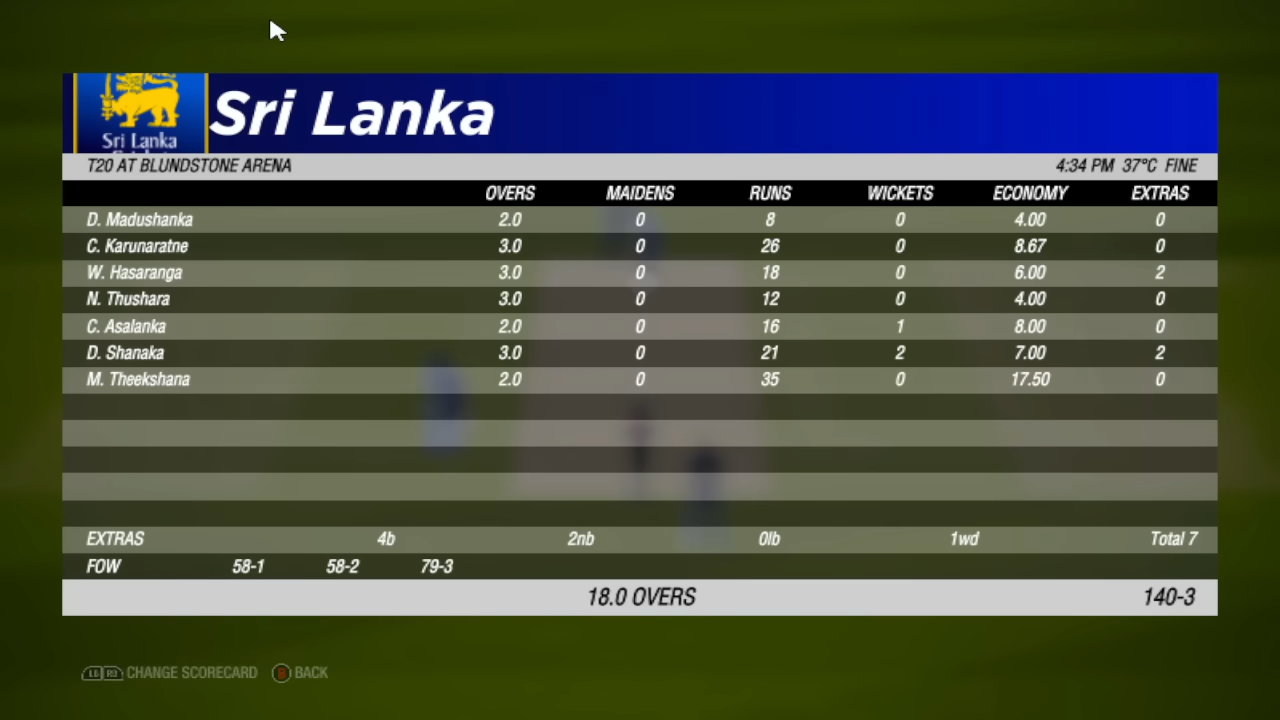 Sri Lanka
Sri Lanka
T20 AT BLUNDSTONE ARENA 4:34 PM 37°C FINE
OVERS MAIDENS RUNS WICKETS ECONOMY EXTRAS
D. Madushanka 2.0 0 8 0 4.00 0
C. Karunaratne 3.0 0 26 0 8.67 0
W. Hasaranga 3.0 0 18 0 6.00 2
N. Thushara 3.0 0 12 0 4.00 0
C. Asalanka 2.0 0 16 1 8.00 0
D. Shanaka 3.0 0 21 2 7.00 2
M. Theekshana 2.0 0 35 0 17.50 0
EXTRAS 4b 2nb 0lb 1wd Total 7
FOW 58-1 58-2 79-3
18.0 OVERS 140-3
CHANGE SCORECARD BACK